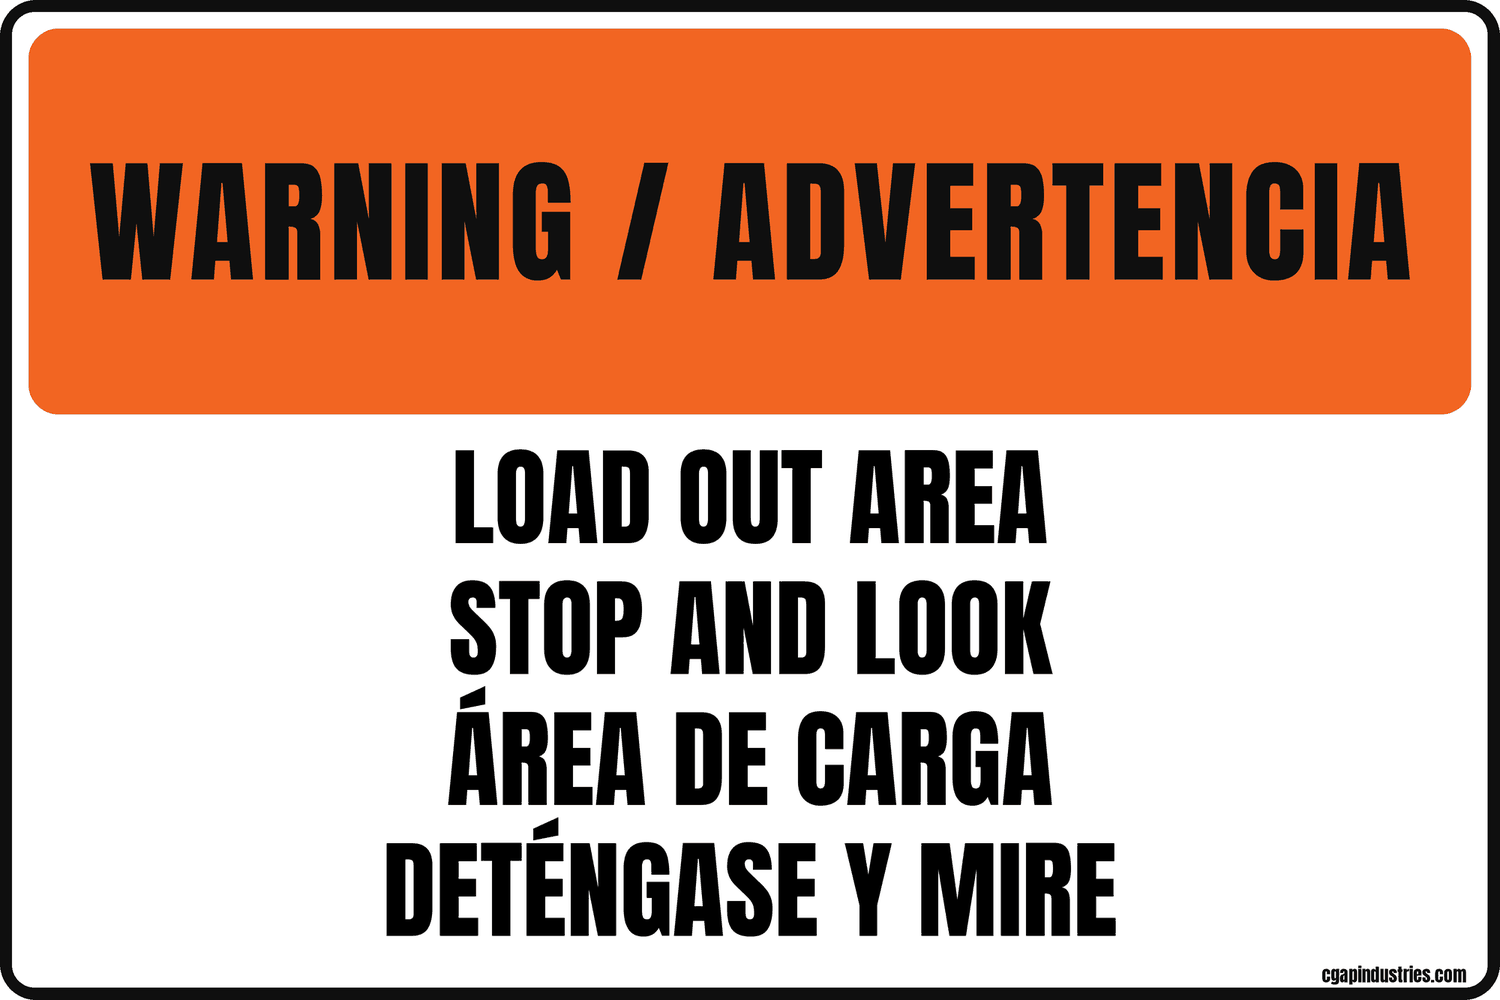 WARNING / ADVERTENCIA
LOAD OUT AREA
STOP AND LOOK
ÁREA DE CARGA
DETÉNGASE Y MIRE
cgapindustries.com